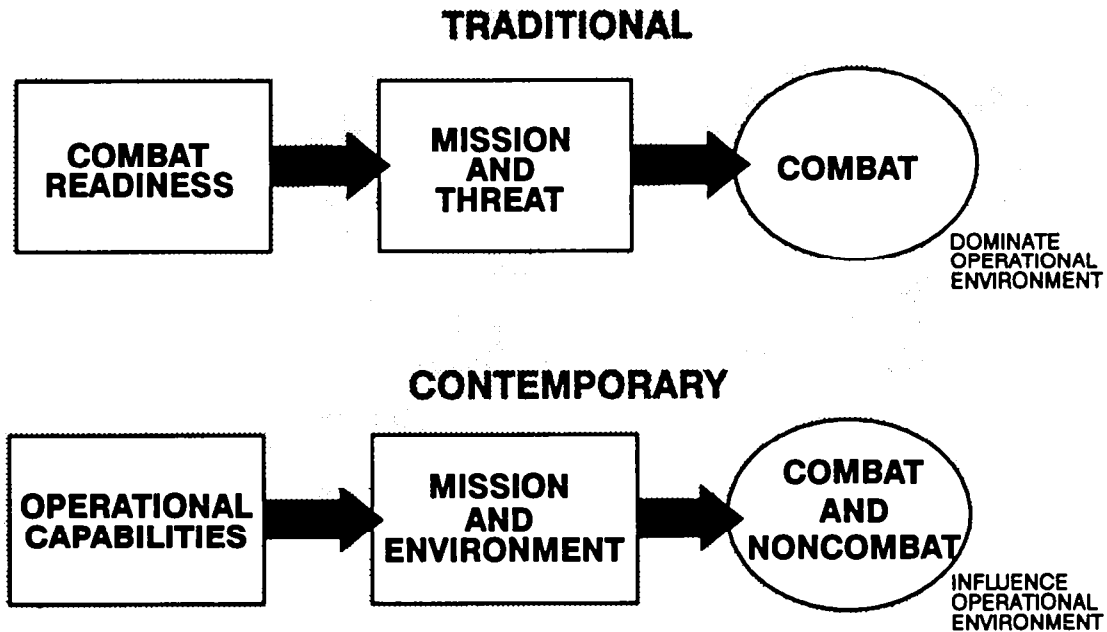 TRADITIONAL
COMBAT
READINESS
MISSION
AND
THREAT
COMBAT
DOMINATE
OPERATIONAL
ENVIRONMENT
CONTEMPORARY
OPERATIONAL
CAPABILITIES
MISSION
AND
ENVIRONMENT
COMBAT
AND
NONCOMBAT
INFLUENCE
OPERATIONAL
ENVIRONMENT